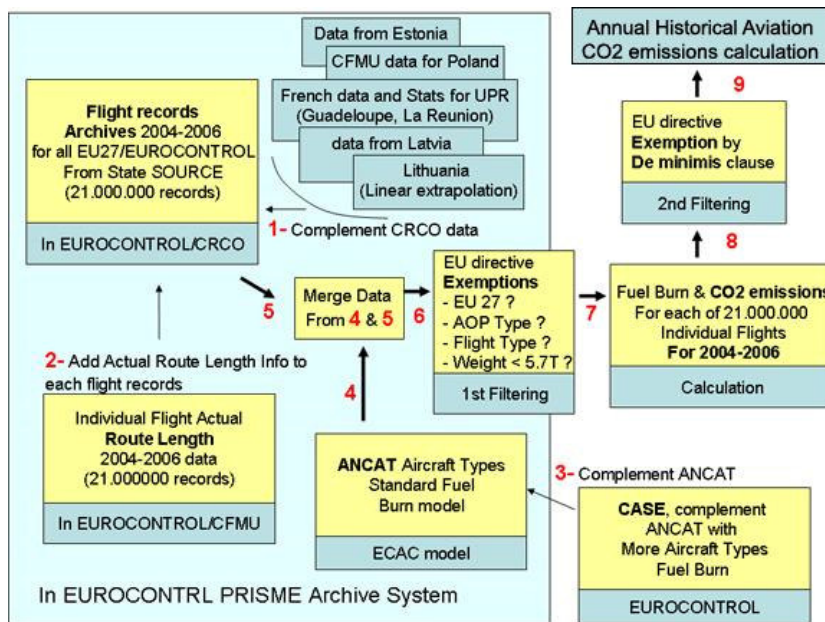 Data from Estonia
CFMU data for Poland
French data and Stats for UPR
(Guadeloupe, La Reunion)
data from Latvia
Lithuania
(Linear extrapolation)
Flight records
Archives 2004-2006
for all EU27/EUROCONTROL
From State SOURCE
(21.000.000 records)
In EUROCONTROL/CRCO
1- Complement CRCO data
2- Add Actual Route Length Info to
each flight records
Individual Flight Actual
Route Length
2004-2006 data
(21.000000 records)
In EUROCONTROL/CFMU
5
Merge Data
From 4 & 5
4
6
EU directive
Exemptions
- EU 27 ?
- AOP Type ?
- Flight Type ?
- Weight < 5.7T ?
1st Filtering
ANCAT Aircraft Types
Standard Fuel
Burn model
ECAC model
3- Complement ANCAT
CASE, complement
ANCAT with
More Aircraft Types
Fuel Burn
EUROCONTROL
7
Fuel Burn & CO2 emissions
For each of 21.000.000
Individual Flights
For 2004-2006
Calculation
8
EU directive
Exemption by
De minimis clause
2nd Filtering
9
Annual Historical Aviation
CO2 emissions calculation
In EUROCONTRL PRISME Archive System